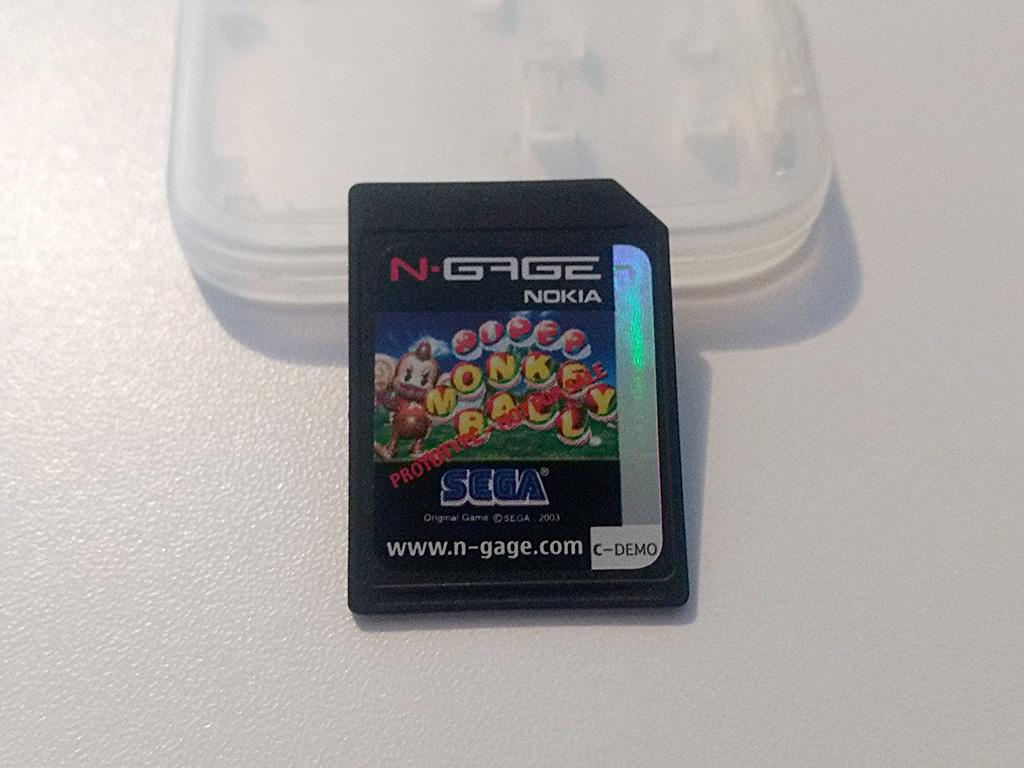 N-GAGE
NOKIA
SUPER
MONKEY
BALL
PROTOTYPE - NOT FOR SALE
SEGA®
Original Game ©SEGA. 2003
www.n-gage.com
C-DEMO